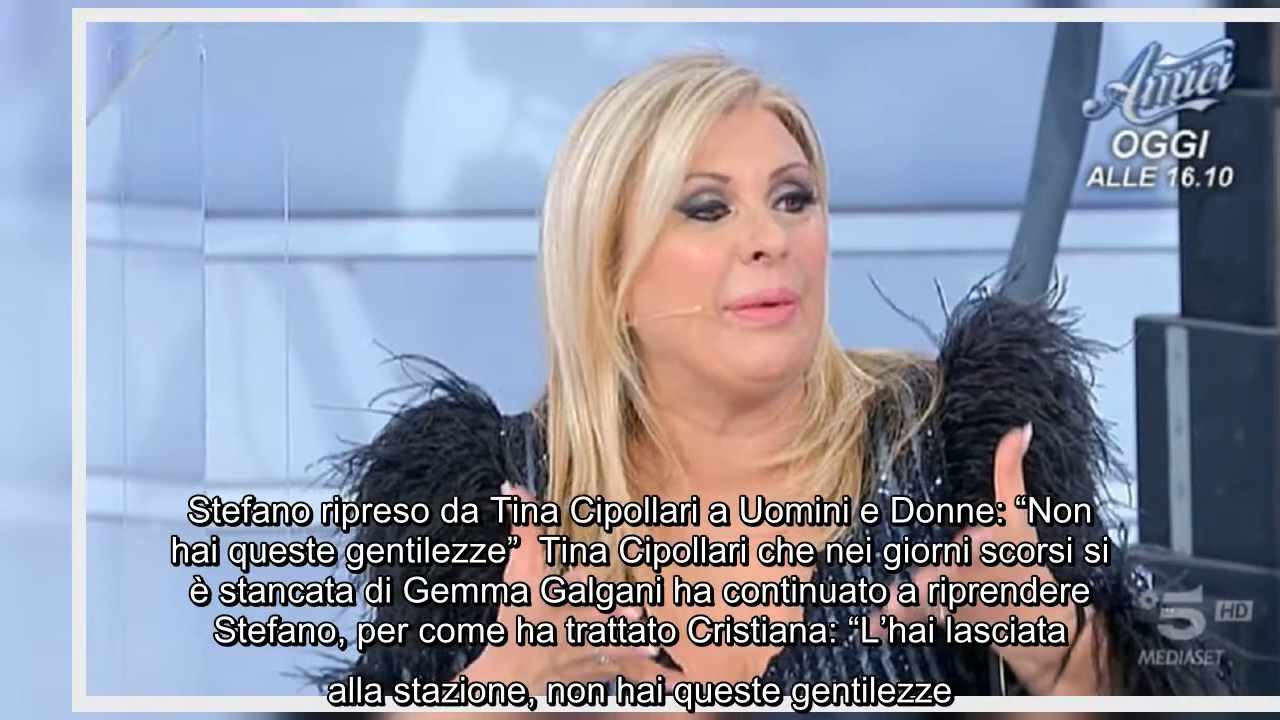 Amici
OGGI
ALLE 16.10
Stefano ripreso da Tina Cipollari a Uomini e Donne: “Non
hai queste gentilezze”  Tina Cipollari che nei giorni scorsi si
è stancata di Gemma Galgani ha continuato a riprendere
Stefano, per come ha trattato Cristiana: “L’hai lasciata
alla stazione, non hai queste gentilezze
5 HD
MEDIASET